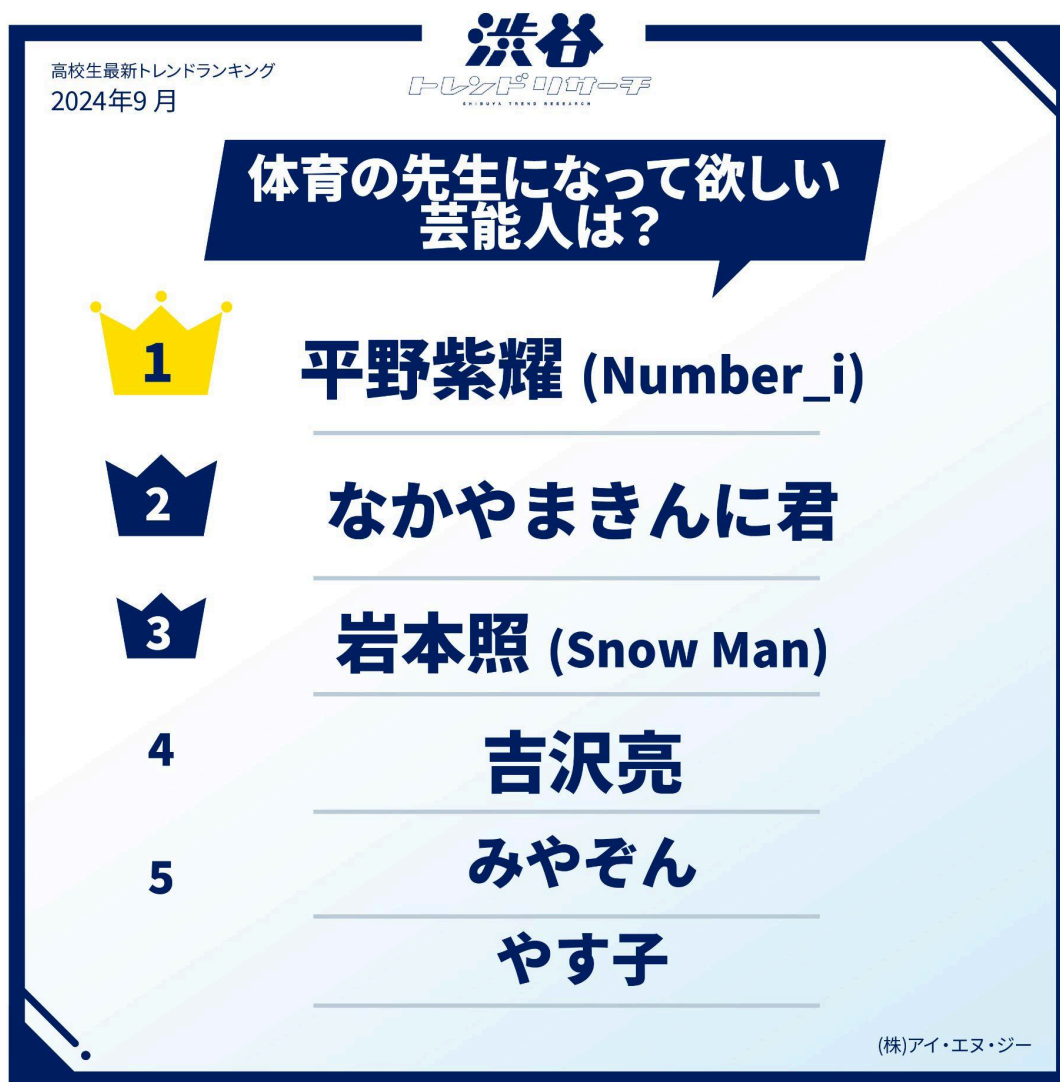 渋谷
トレンドリサーチ
SHIBUYA TREND RESEARCH
高校生最新トレンドランキング
2024年9月
体育の先生になって欲しい
芸能人は？
1 平野紫耀 (Number_i)
2 なかやまきんに君
3 岩本照 (Snow Man)
4 吉沢亮
5 みやぞん
やす子
(株)アイ・エヌ・ジー